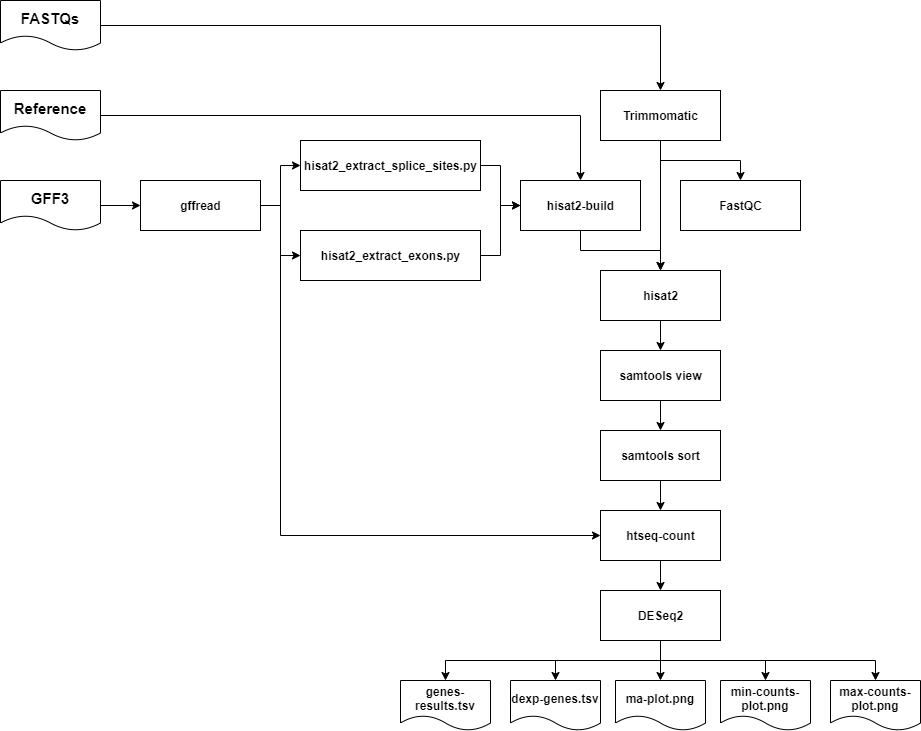 FASTQs
Reference
Trimmomatic
hisat2_extract_splice_sites.py
GFF3
gffread
hisat2-build
FastQC
hisat2_extract_exons.py
hisat2
samtools view
samtools sort
htseq-count
DESeq2
genes-
results.tsv
dexp-genes.tsv
ma-plot.png
min-counts-
plot.png
max-counts-
plot.png